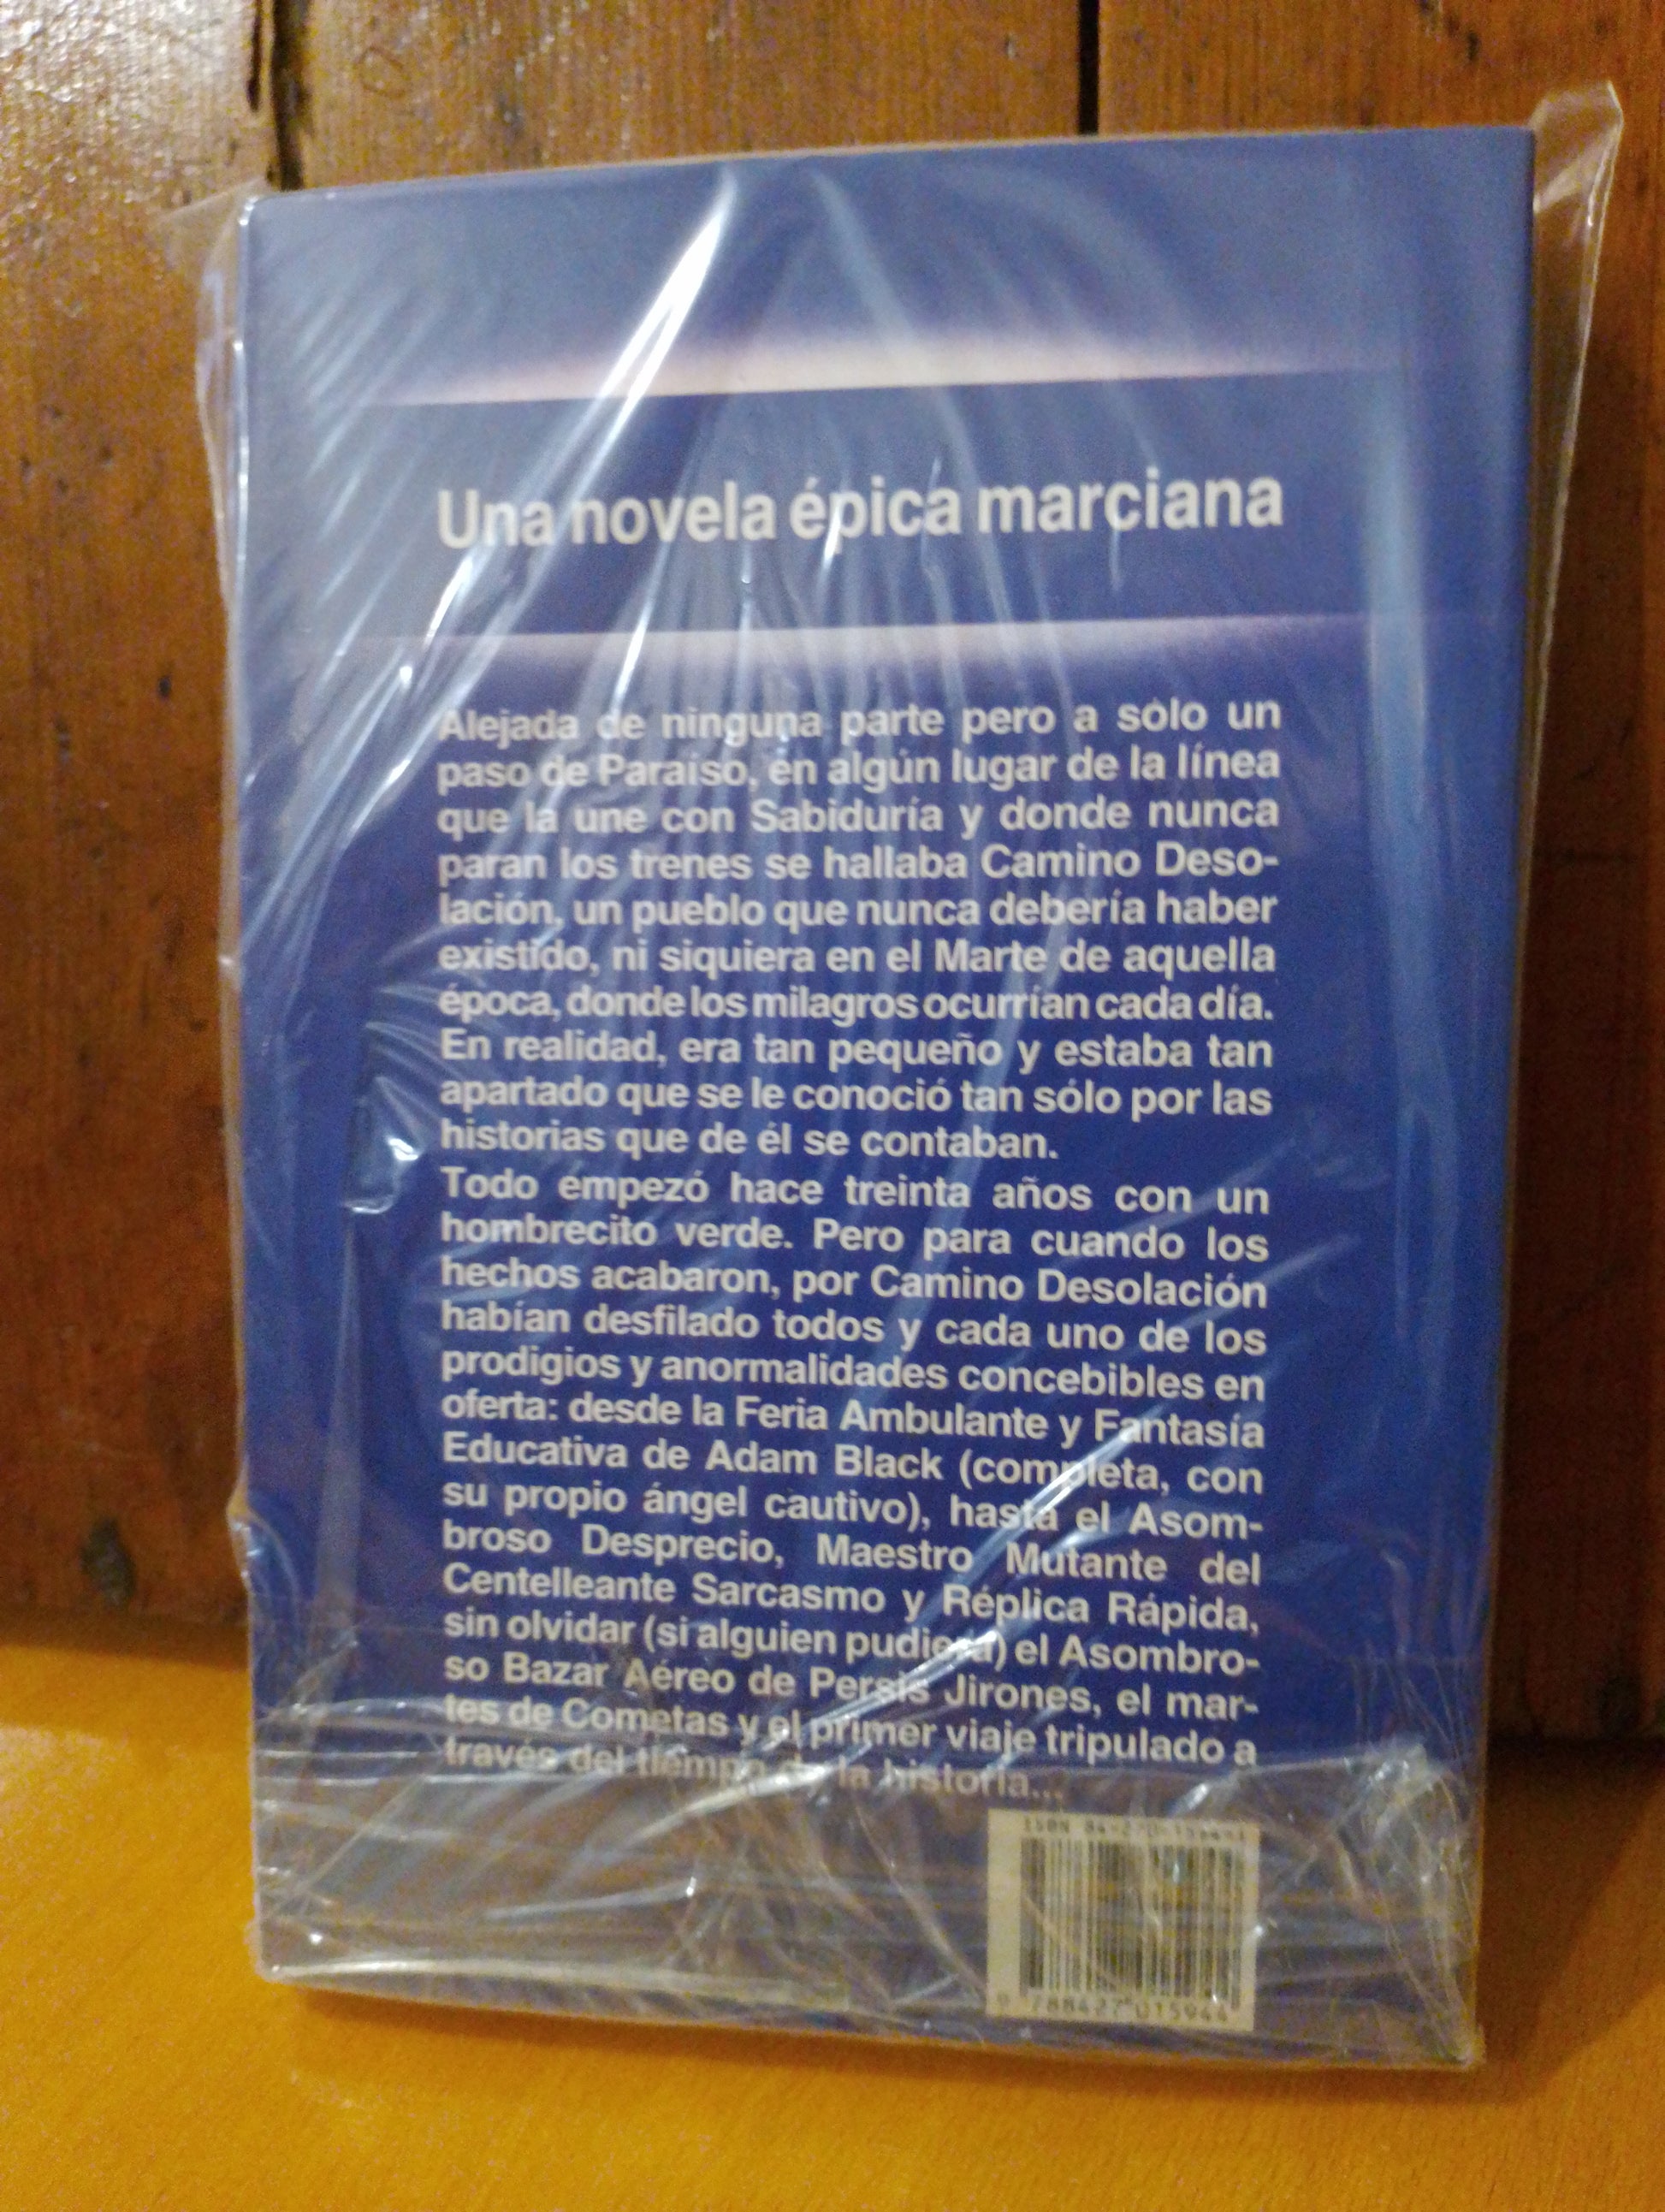 Una novela épica marciana
Alejada de ninguna parte pero a sólo un
paso de Paraíso, en algún lugar de la línea
que la une con Sabiduría y donde nunca
paran los trenes se hallaba Camino Deso-
lación, un pueblo que nunca debería haber
existido, ni siquiera en el Marte de aquella
época, donde los milagros ocurrían cada día.
En realidad, era tan pequeño y estaba tan
apartado que se le conoció tan sólo por las
historias que de él se contaban.
Todo empezó hace treinta años con un
hombrecito verde. Pero para cuando los
hechos acabaron, por Camino Desolación
habían desfilado todos y cada uno de los
prodigios y anormalidades concebibles en
oferta: desde la Feria Ambulante y Fantasía
Educativa de Adam Black (completa, con
su propio ángel cautivo), hasta el Asom-
broso Desprecio, Maestro Mutante del
Centelleante Sarcasmo y Réplica Rápida,
sin olvidar (si alguien pudiera) el Asombro-
so Bazar Aéreo de Persis Jirones, el mar-
tes de Cometas y el primer viaje tripulado a
través del tiempo de la historia...
ISBN 84-270-1594-1
9 788427 015944